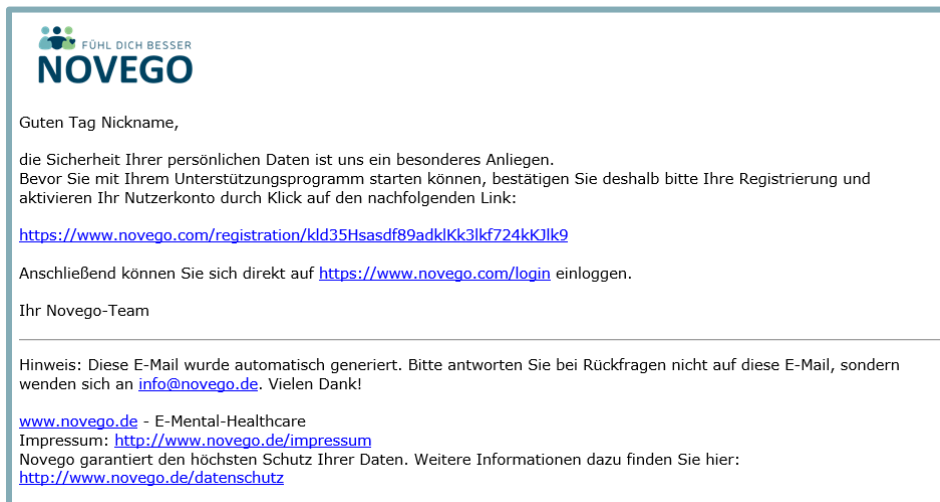 FÜHL DICH BESSER
NOVEGO
Guten Tag Nickname,
die Sicherheit Ihrer persönlichen Daten ist uns ein besonderes Anliegen.
Bevor Sie mit Ihrem Unterstützungsprogramm starten können, bestätigen Sie deshalb bitte Ihre Registrierung und
aktivieren Ihr Nutzerkonto durch Klick auf den nachfolgenden Link:
https://www.novego.com/registration/kld35Hsasdf89adklKk3lkf724kKJlk9
Anschließend können Sie sich direkt auf https://www.novego.com/login einloggen.
Ihr Novego-Team
Hinweis: Diese E-Mail wurde automatisch generiert. Bitte antworten Sie bei Rückfragen nicht auf diese E-Mail, sondern
wenden sich an info@novego.de. Vielen Dank!
www.novego.de - E-Mental-Healthcare
Impressum: http://www.novego.de/impressum
Novego garantiert den höchsten Schutz Ihrer Daten. Weitere Informationen dazu finden Sie hier:
http://www.novego.de/datenschutz